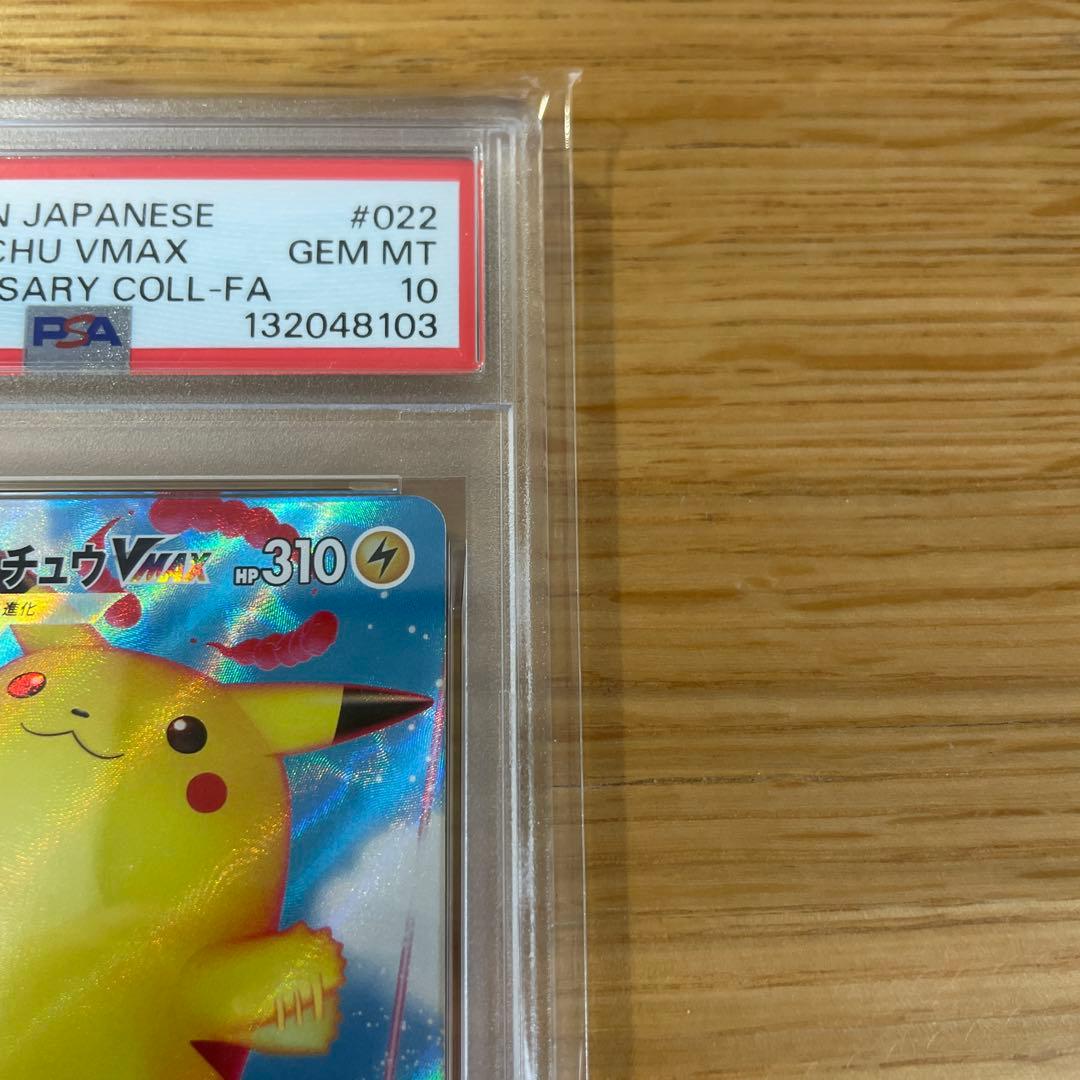 N JAPANESE #022
CHU VMAX GEM MT
SARY COLL-FA 10
PSA 132048103
チュウVMAX HP310
進化